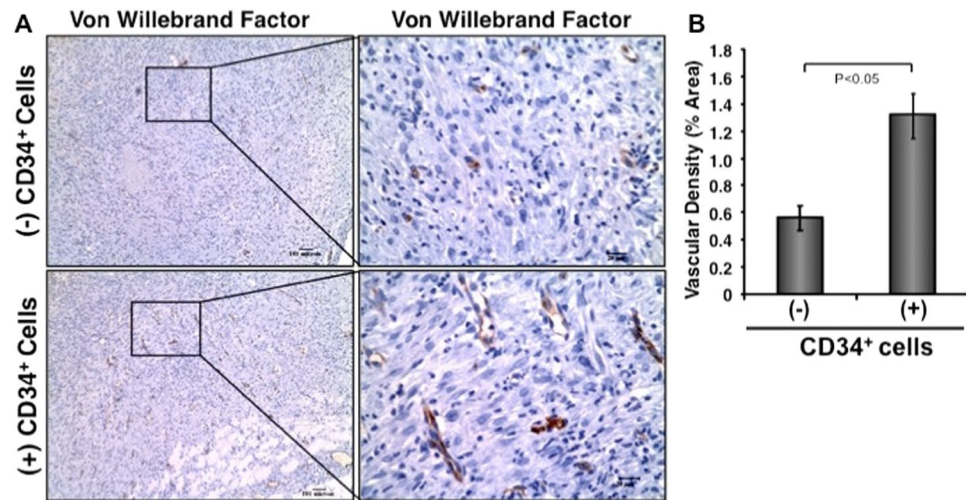 A
Von Willebrand Factor
Von Willebrand Factor
(-) CD34+ Cells
(+) CD34+ Cells
B
Vascular Density (% Area)
1.8
1.6
1.4
1.2
1.0
0.8
0.6
0.4
0.2
0
P<0.05
(-)
(+)
CD34+ cells